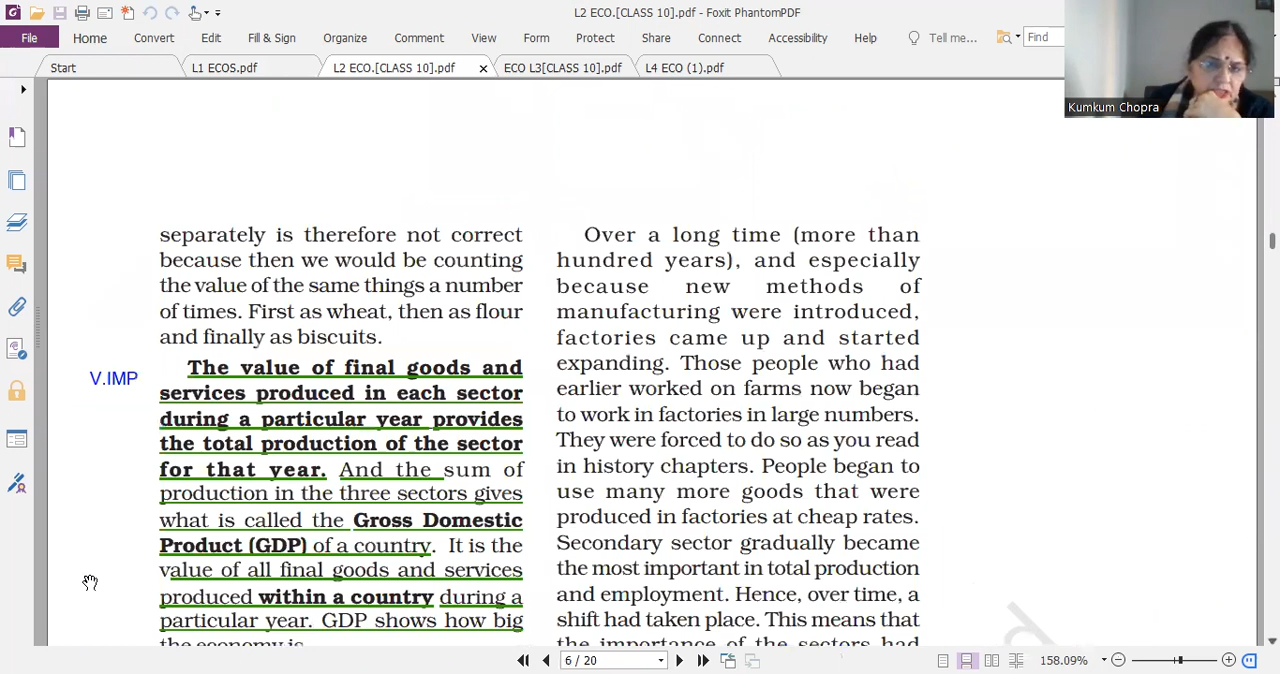 L2 ECO.[CLASS 10].pdf - Foxit PhantomPDF
File Home Convert Edit Fill & Sign Organize Comment View Form Protect Share Connect Accessibility Help Tell me... Find
Start L1 ECOS.pdf L2 ECO.[CLASS 10].pdf ECO L3[CLASS 10].pdf L4 ECO (1).pdf
Kumkum Chopra
separately is therefore not correct
because then we would be counting
the value of the same things a number
of times. First as wheat, then as flour
and finally as biscuits.
V.IMP
The value of final goods and
services produced in each sector
during a particular year provides
the total production of the sector
for that year. And the sum of
production in the three sectors gives
what is called the Gross Domestic
Product (GDP) of a country. It is the
value of all final goods and services
produced within a country during a
particular year. GDP shows how big
the economy is
Over a long time (more than
hundred years), and especially
because new methods of
manufacturing were introduced,
factories came up and started
expanding. Those people who had
earlier worked on farms now began
to work in factories in large numbers.
They were forced to do so as you read
in history chapters. People began to
use many more goods that were
produced in factories at cheap rates.
Secondary sector gradually became
the most important in total production
and employment. Hence, over time, a
shift had taken place. This means that
the importance of the sectors had
d
6 / 20
158.09%